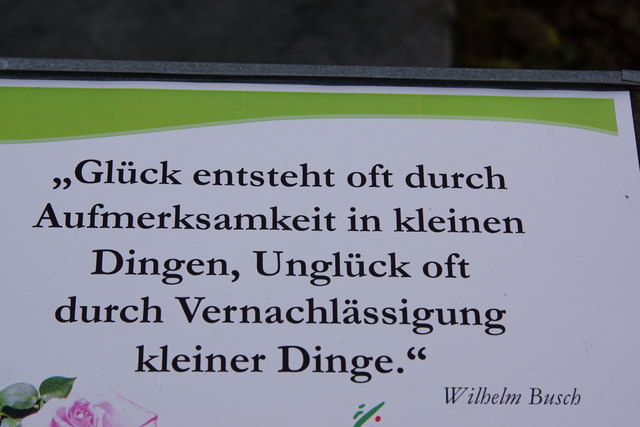 „Glück entsteht oft durch
Aufmerksamkeit in kleinen
Dingen, Unglück oft
durch Vernachlässigung
kleiner Dinge.“
Wilhelm Busch